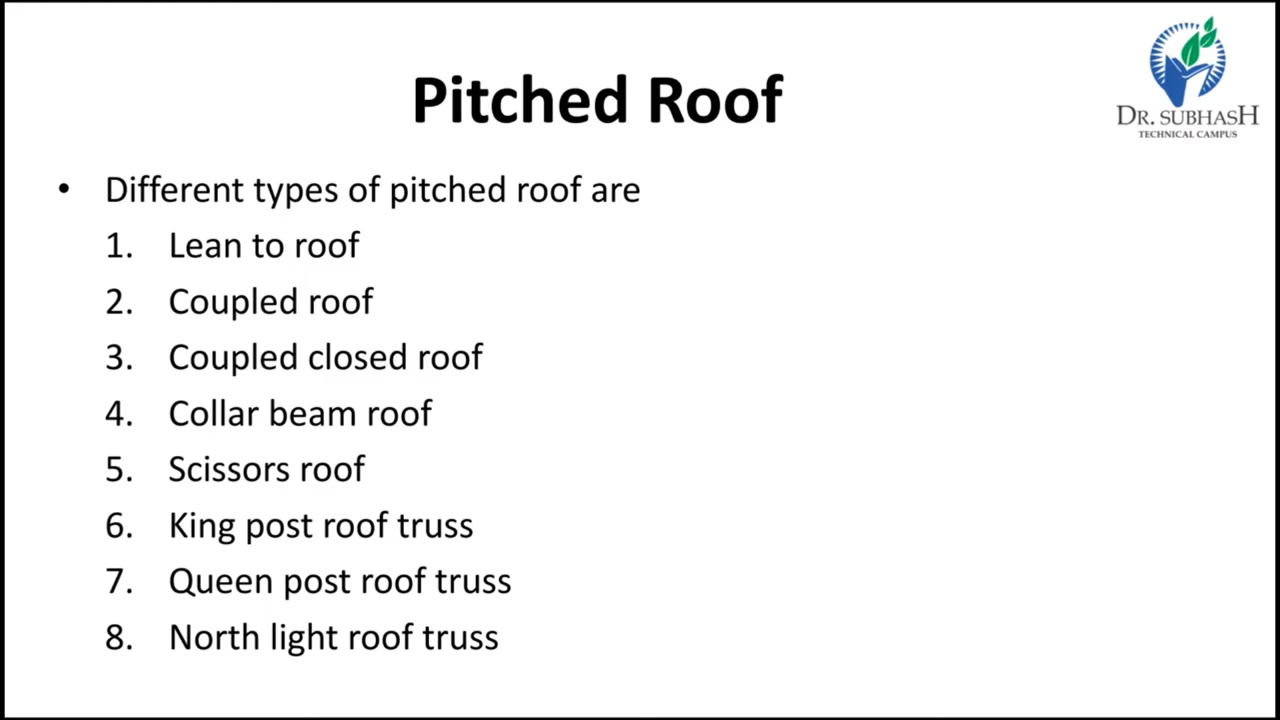 DR. SUBHASH
TECHNICAL CAMPUS
Pitched Roof
• Different types of pitched roof are
1. Lean to roof
2. Coupled roof
3. Coupled closed roof
4. Collar beam roof
5. Scissors roof
6. King post roof truss
7. Queen post roof truss
8. North light roof truss